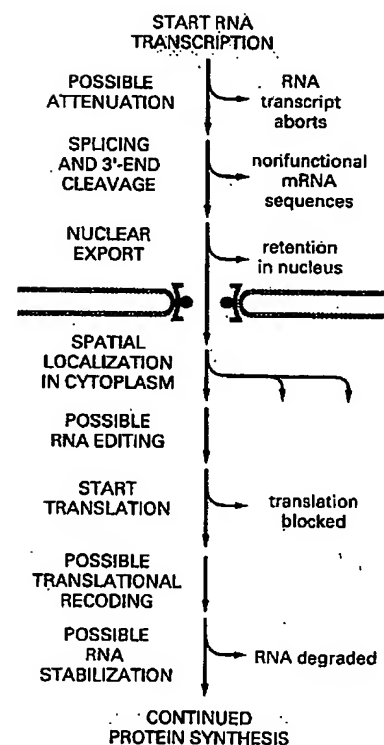 START RNA
TRANSCRIPTION
POSSIBLE
ATTENUATION
RNA
transcript
aborts
SPLICING
AND 3'-END
CLEAVAGE
nonfunctional
mRNA
sequences
NUCLEAR
EXPORT
retention
in nucleus
SPATIAL
LOCALIZATION
IN CYTOPLASM
POSSIBLE
RNA EDITING
START
TRANSLATION
translation
blocked
POSSIBLE
TRANSLATIONAL
RECODING
POSSIBLE
RNA
STABILIZATION
RNA degraded
CONTINUED
PROTEIN SYNTHESIS